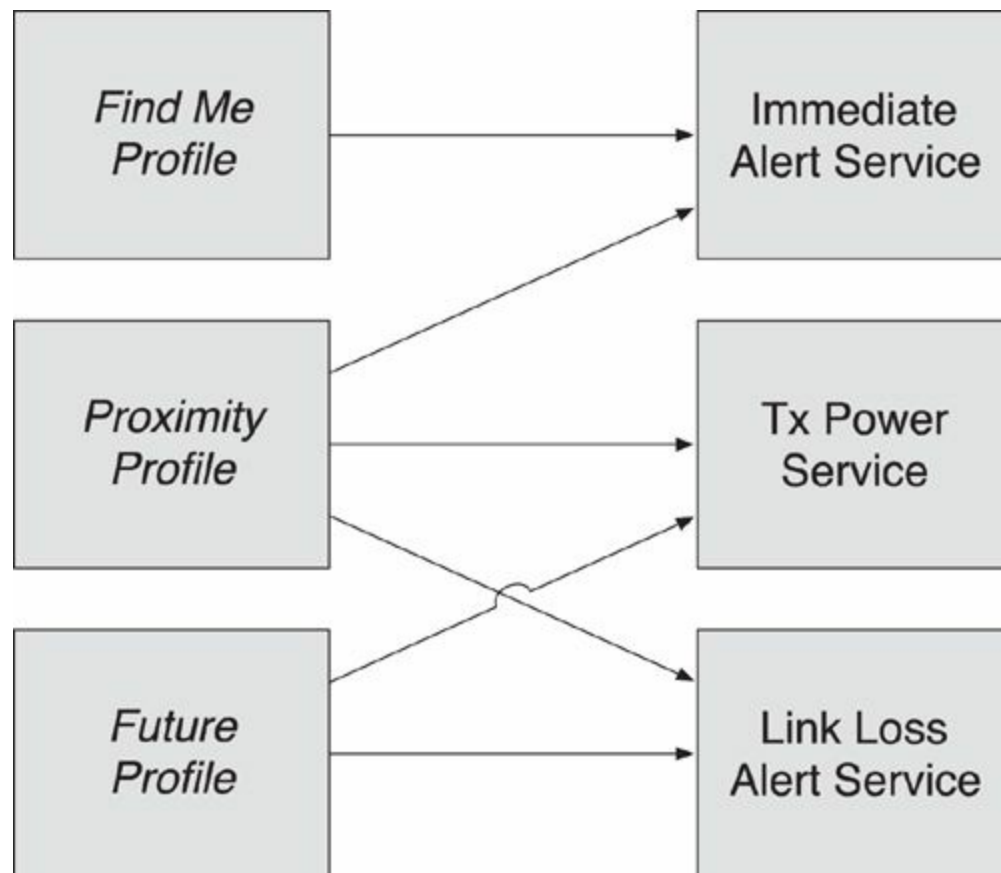 Find Me
Profile
Immediate
Alert Service
Proximity
Profile
Tx Power
Service
Future
Profile
Link Loss
Alert Service